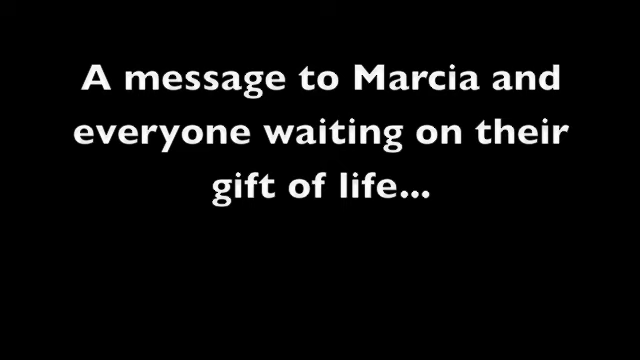 A message to Marcia and
everyone waiting on their
gift of life...